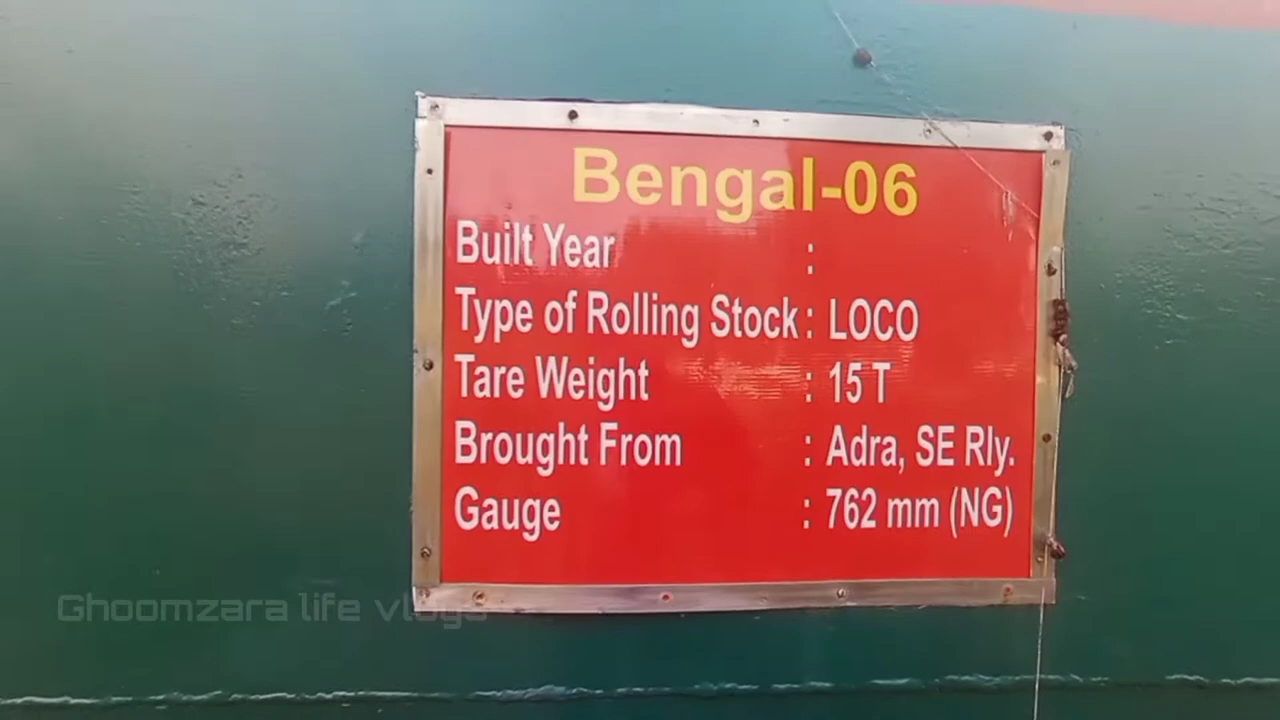 Bengal-06
Built Year :
Type of Rolling Stock : LOCO
Tare Weight : 15 T
Brought From : Adra, SE Rly.
Gauge : 762 mm (NG)
Ghoomzara life vlogs